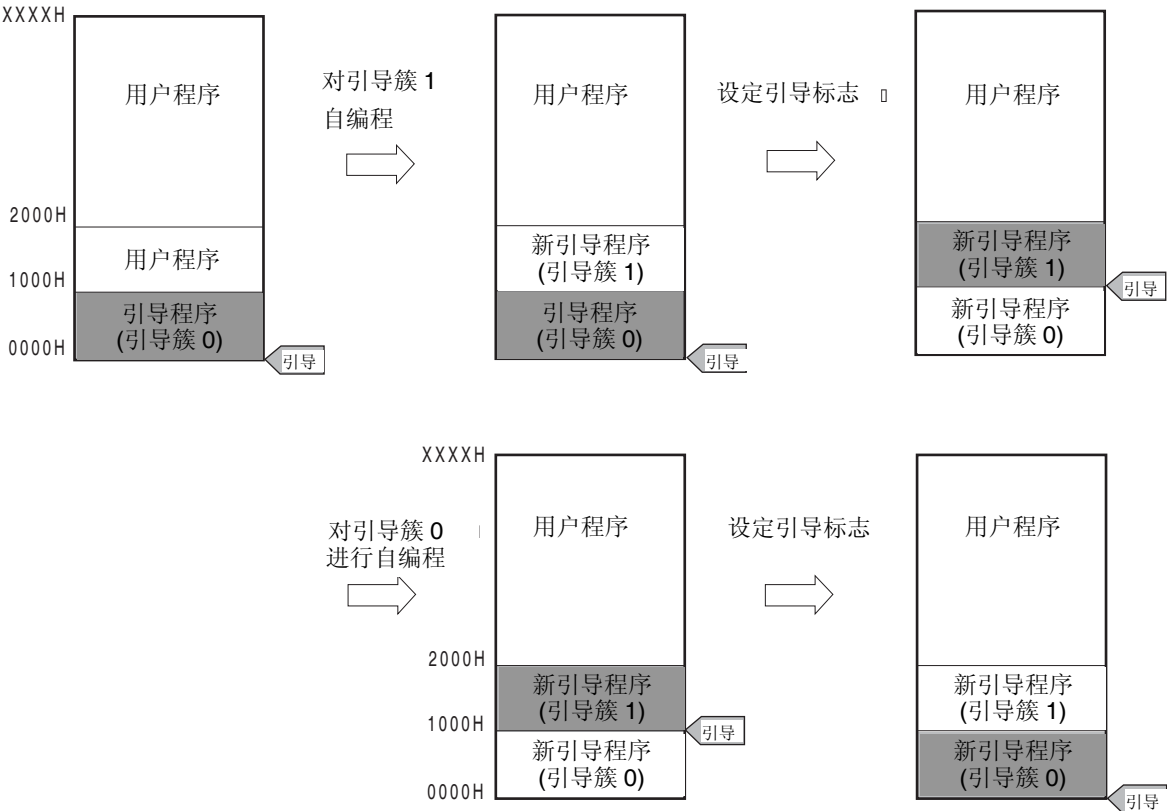 XXXXH
用户程序
2000H
用户程序
1000H
引导程序
(引导簇 0)
0000H
引导
对引导簇 1
自编程
用户程序
新引导程序
(引导簇 1)
引导程序
(引导簇 0)
引导
设定引导标志
用户程序
新引导程序
(引导簇 1)
引导
新引导程序
(引导簇 0)
对引导簇 0
进行自编程
XXXXH
用户程序
2000H
新引导程序
(引导簇 1)
1000H
引导
新引导程序
(引导簇 0)
0000H
设定引导标志
用户程序
新引导程序
(引导簇 1)
新引导程序
(引导簇 0)
引导